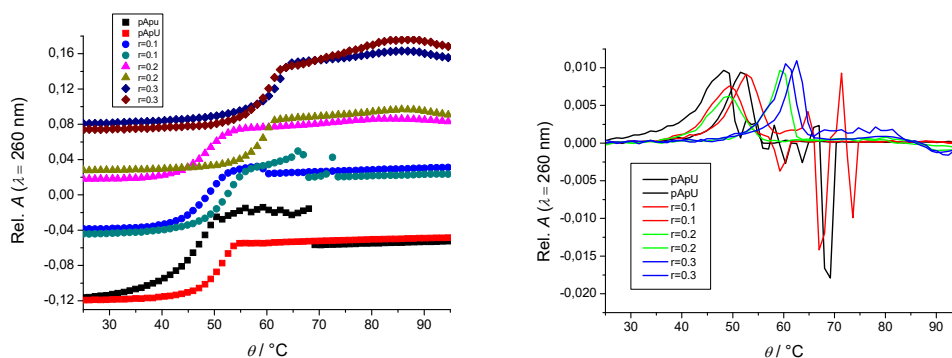 pApu
pApU
r=0.1
r=0.1
r=0.2
r=0.2
r=0.3
r=0.3
0,16
0,12
0,08
0,04
0,00
-0,04
-0,08
-0,12
Rel. A (λ = 260 nm)
30 40 50 60 70 80 90
θ / °C
0,010
0,005
0,000
-0,005
-0,010
-0,015
-0,020
Rel. A (λ = 260 nm)
pApU
pApU
r=0.1
r=0.1
r=0.2
r=0.2
r=0.3
r=0.3
30 40 50 60 70 80 90
θ / °C